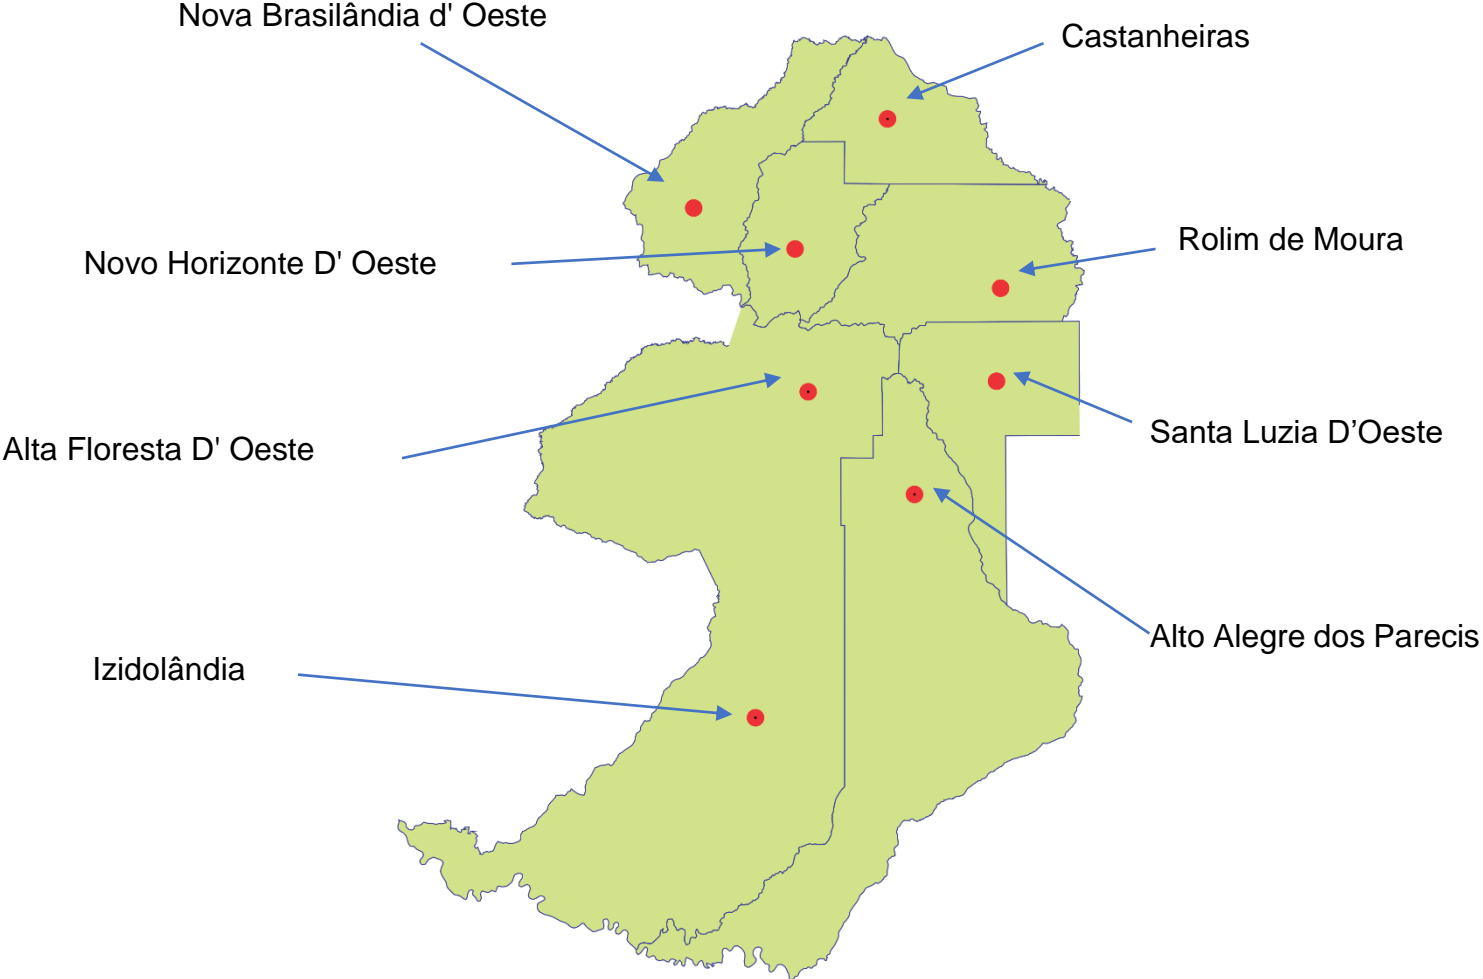 Nova Brasilândia d' Oeste
Castanheiras
Rolim de Moura
Novo Horizonte D' Oeste
Santa Luzia D’Oeste
Alta Floresta D' Oeste
Alto Alegre dos Parecis
Izidolândia